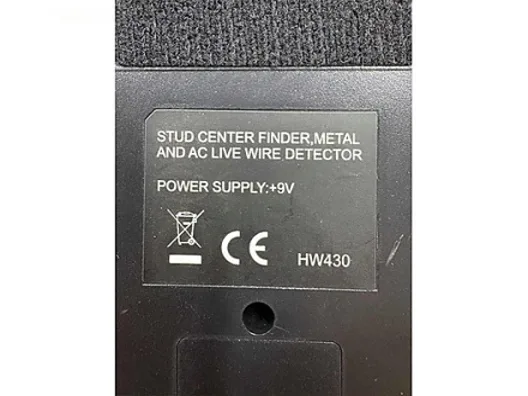 STUD CENTER FINDER,METAL
AND AC LIVE WIRE DETECTOR
POWER SUPPLY:+9V
CE
HW430